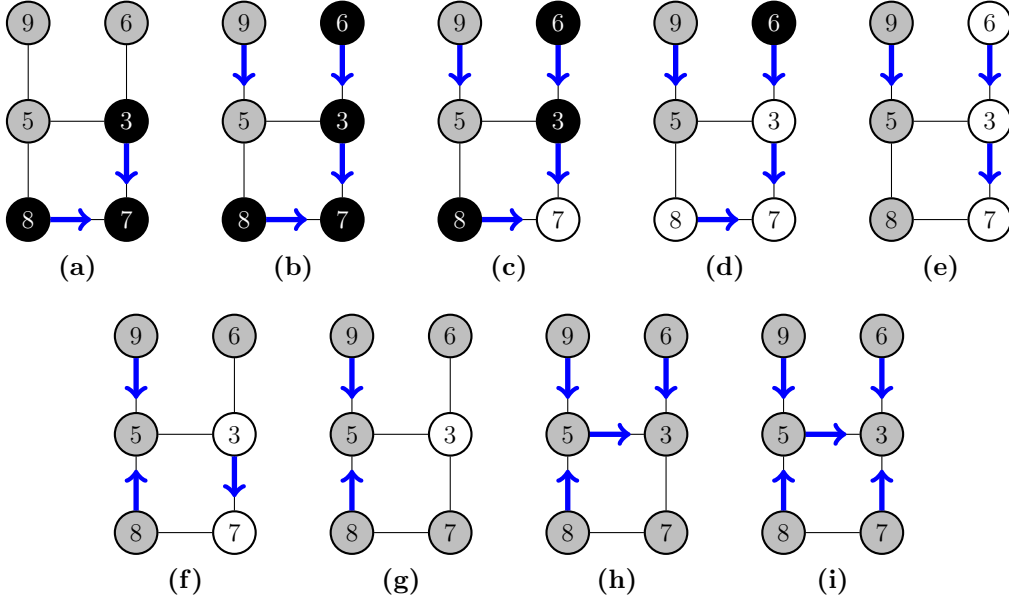 9 6 9 6 9 6 9 6 9 6
5 3 5 3 5 3 5 3 5 3
8 7 8 7 8 7 8 7 8 7
(a) (b) (c) (d) (e)
9 6 9 6 9 6 9 6
5 3 5 3 5 3 5 3
8 7 8 7 8 7 8 7
(f) (g) (h) (i)